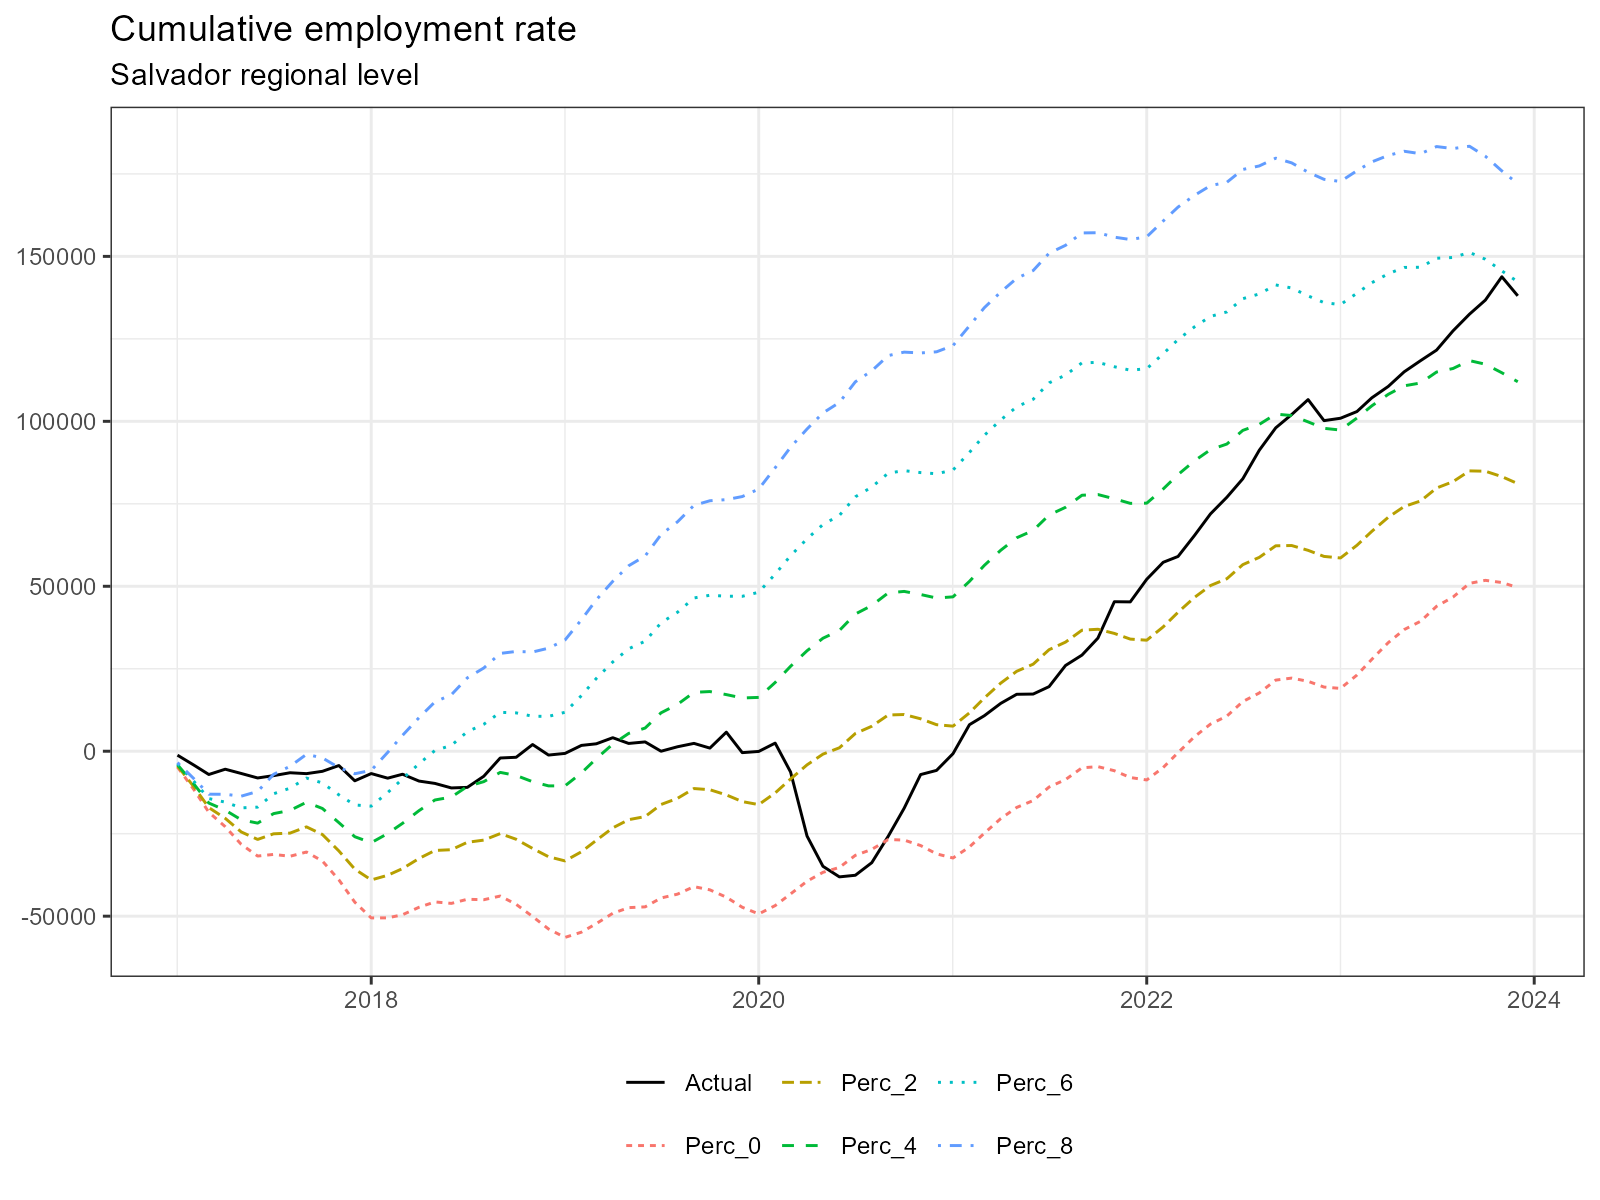 Cumulative employment rate
Salvador regional level
150000
100000
50000
0
-50000
2018 2020 2022 2024
Actual Perc_2 Perc_6
Perc_0 Perc_4 Perc_8